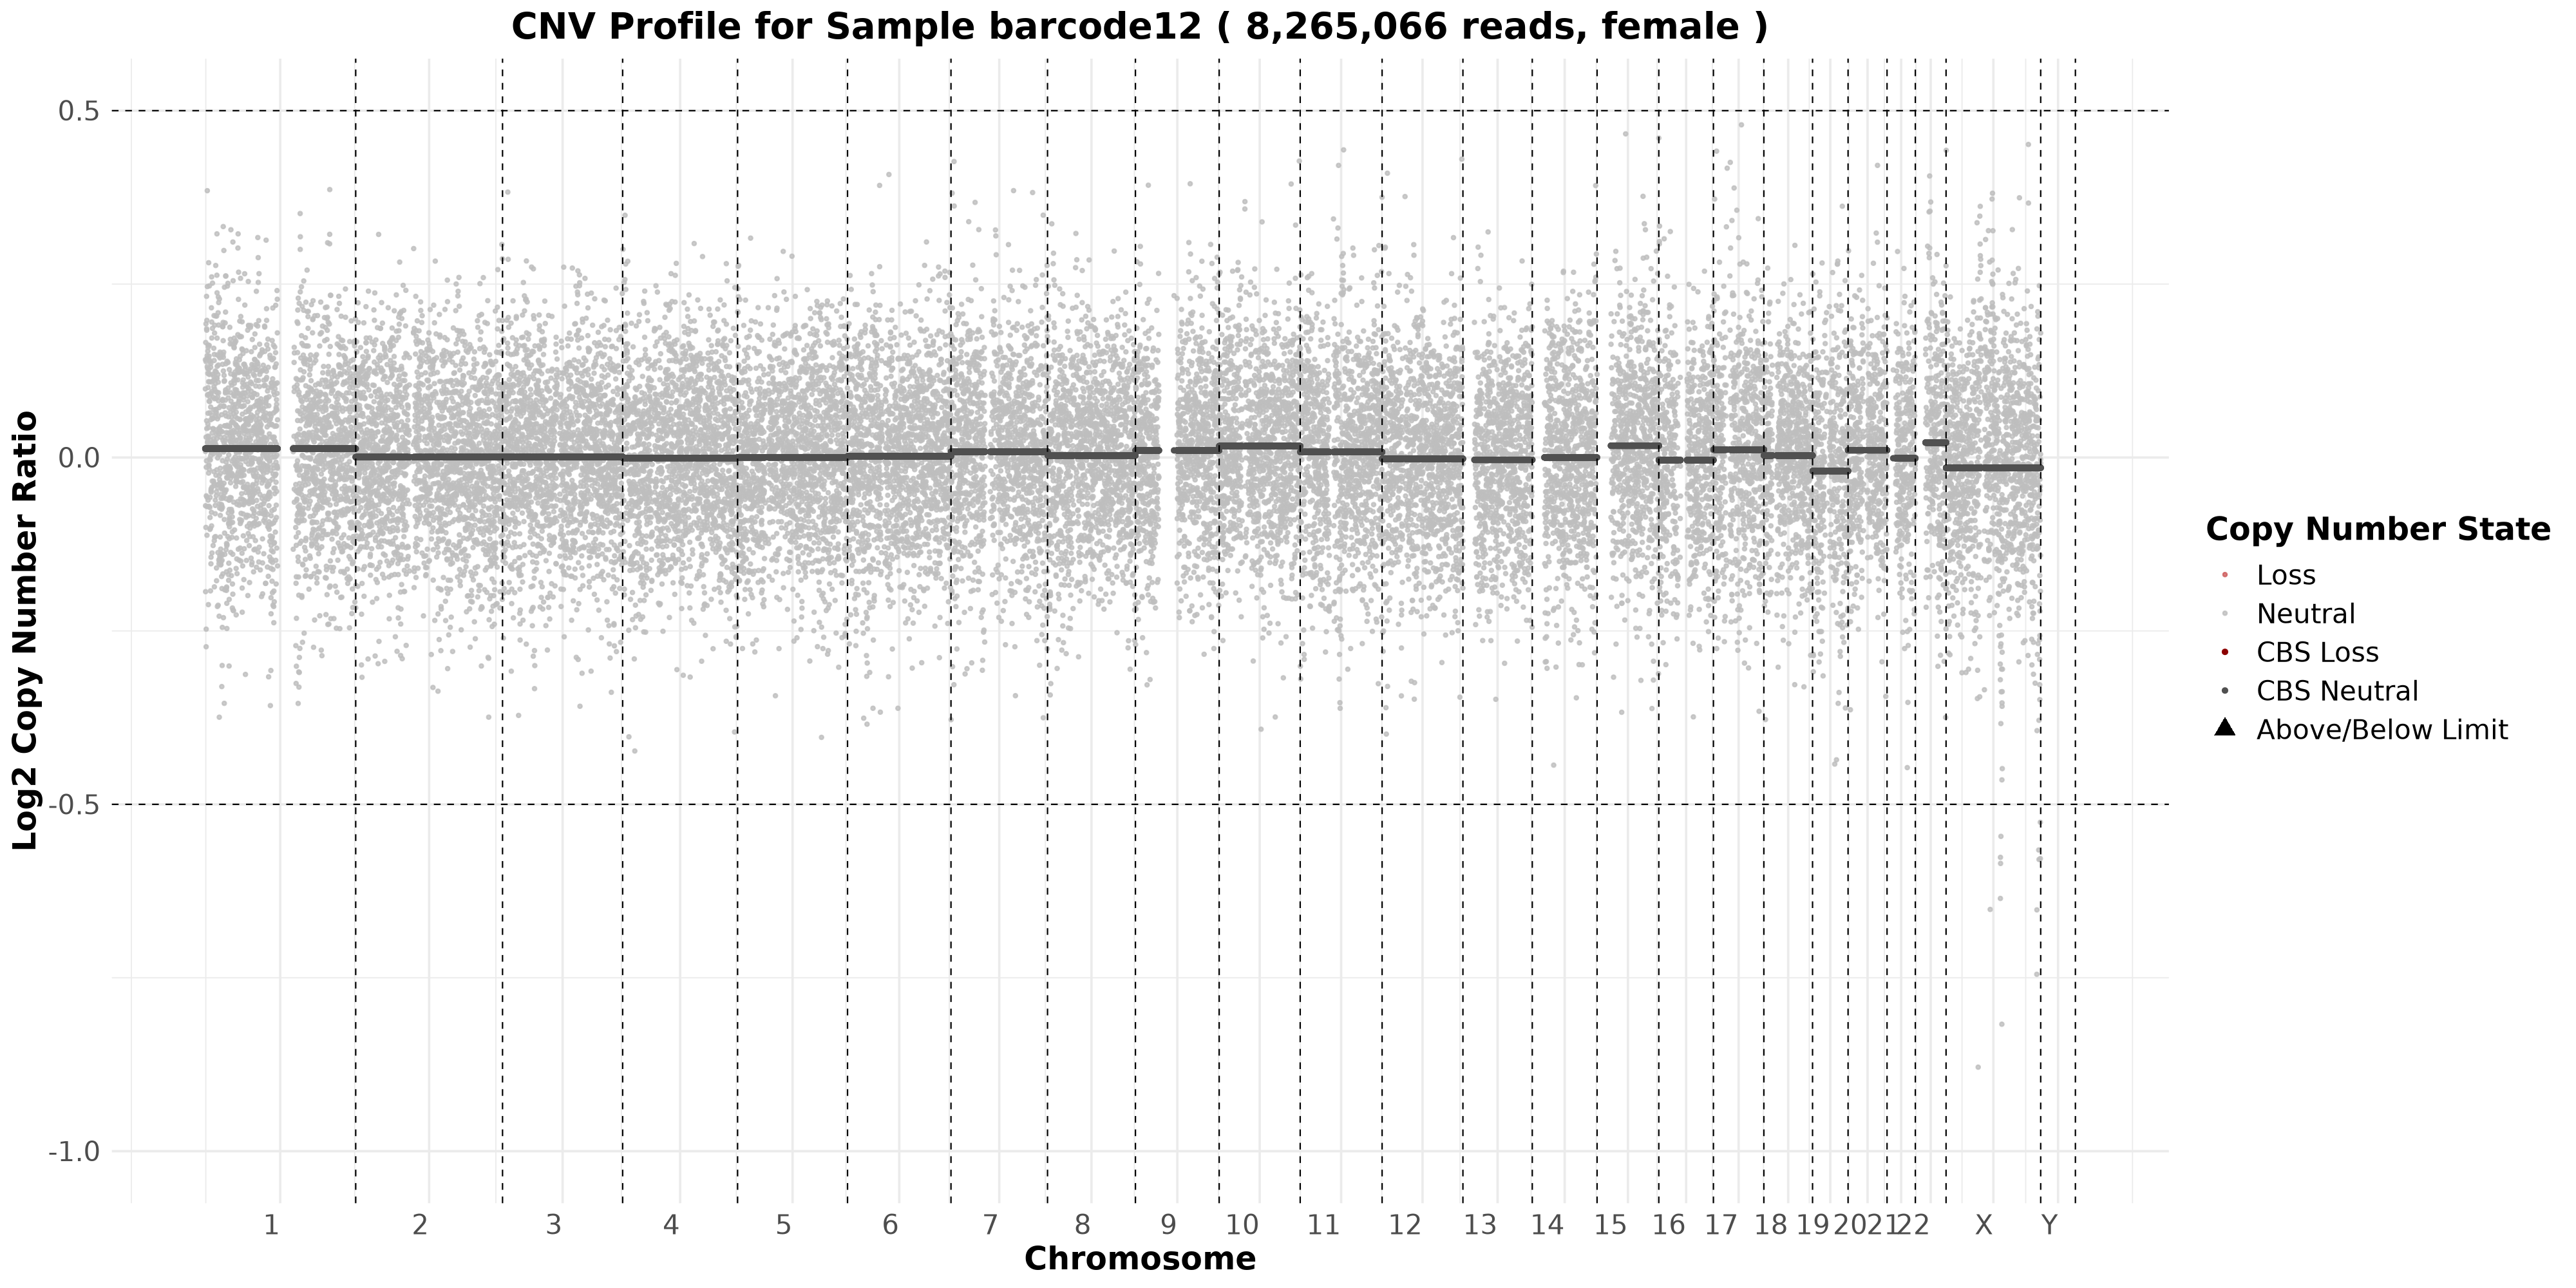 CNV Profile for Sample barcode12 ( 8,265,066 reads, female )
Log2 Copy Number Ratio
0.5
0.0
-0.5
-1.0
1 2 3 4 5 6 7 8 9 10 11 12 13 14 15 16 17 18 19 20 21 22 X Y
Chromosome
Copy Number State
Loss
Neutral
CBS Loss
CBS Neutral
Above/Below Limit